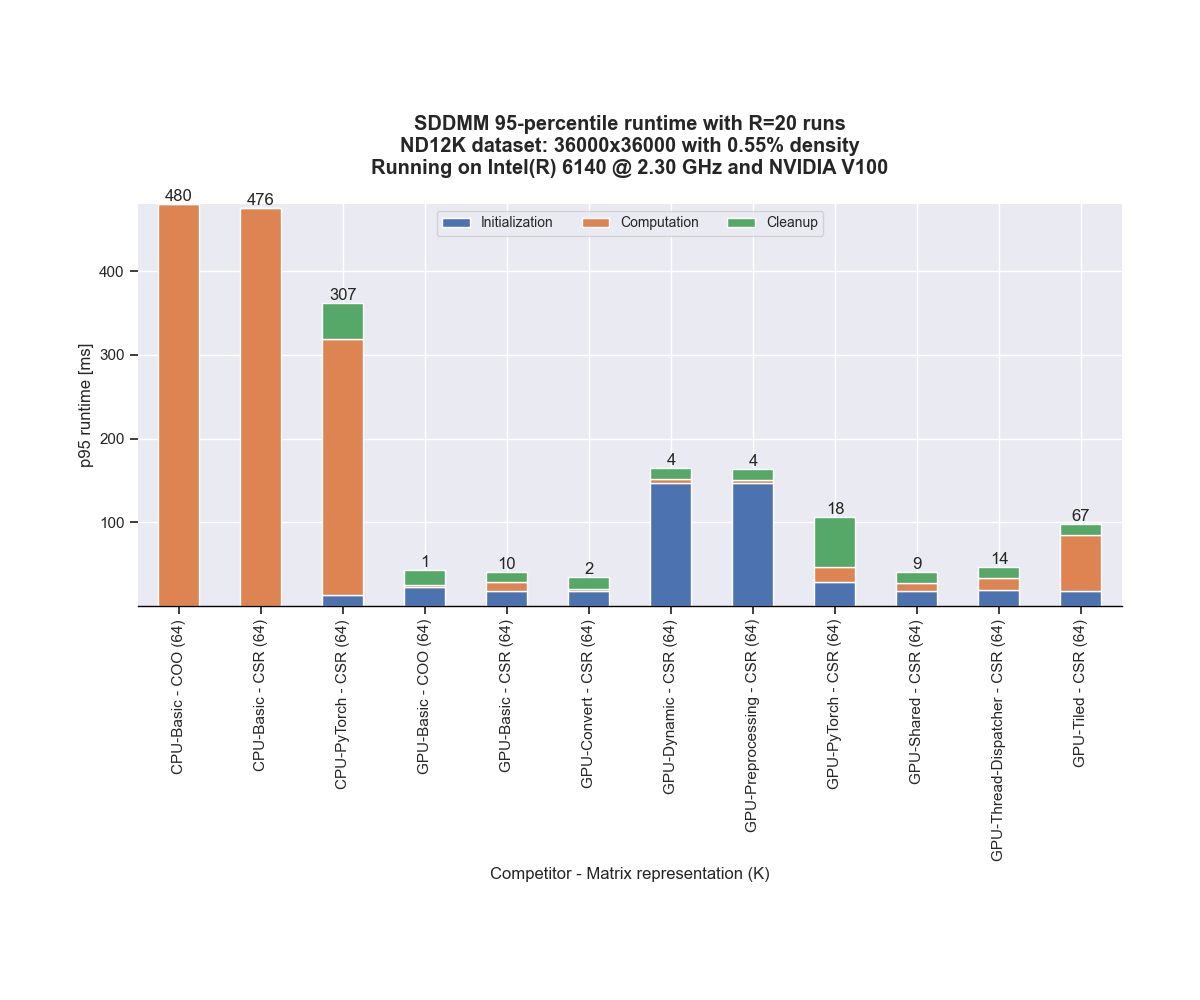 SDDMM 95-percentile runtime with R=20 runs
ND12K dataset: 36000x36000 with 0.55% density
Running on Intel(R) 6140 @ 2.30 GHz and NVIDIA V100
480
476
307
1
10
2
4
4
18
9
14
67
Initialization
Computation
Cleanup
400
300
200
100
p95 runtime [ms]
CPU-Basic - COO (64)
CPU-Basic - CSR (64)
CPU-PyTorch - CSR (64)
GPU-Basic - COO (64)
GPU-Basic - CSR (64)
GPU-Convert - CSR (64)
GPU-Dynamic - CSR (64)
GPU-Preprocessing - CSR (64)
GPU-PyTorch - CSR (64)
GPU-Shared - CSR (64)
GPU-Thread-Dispatcher - CSR (64)
GPU-Tiled - CSR (64)
Competitor - Matrix representation (K)